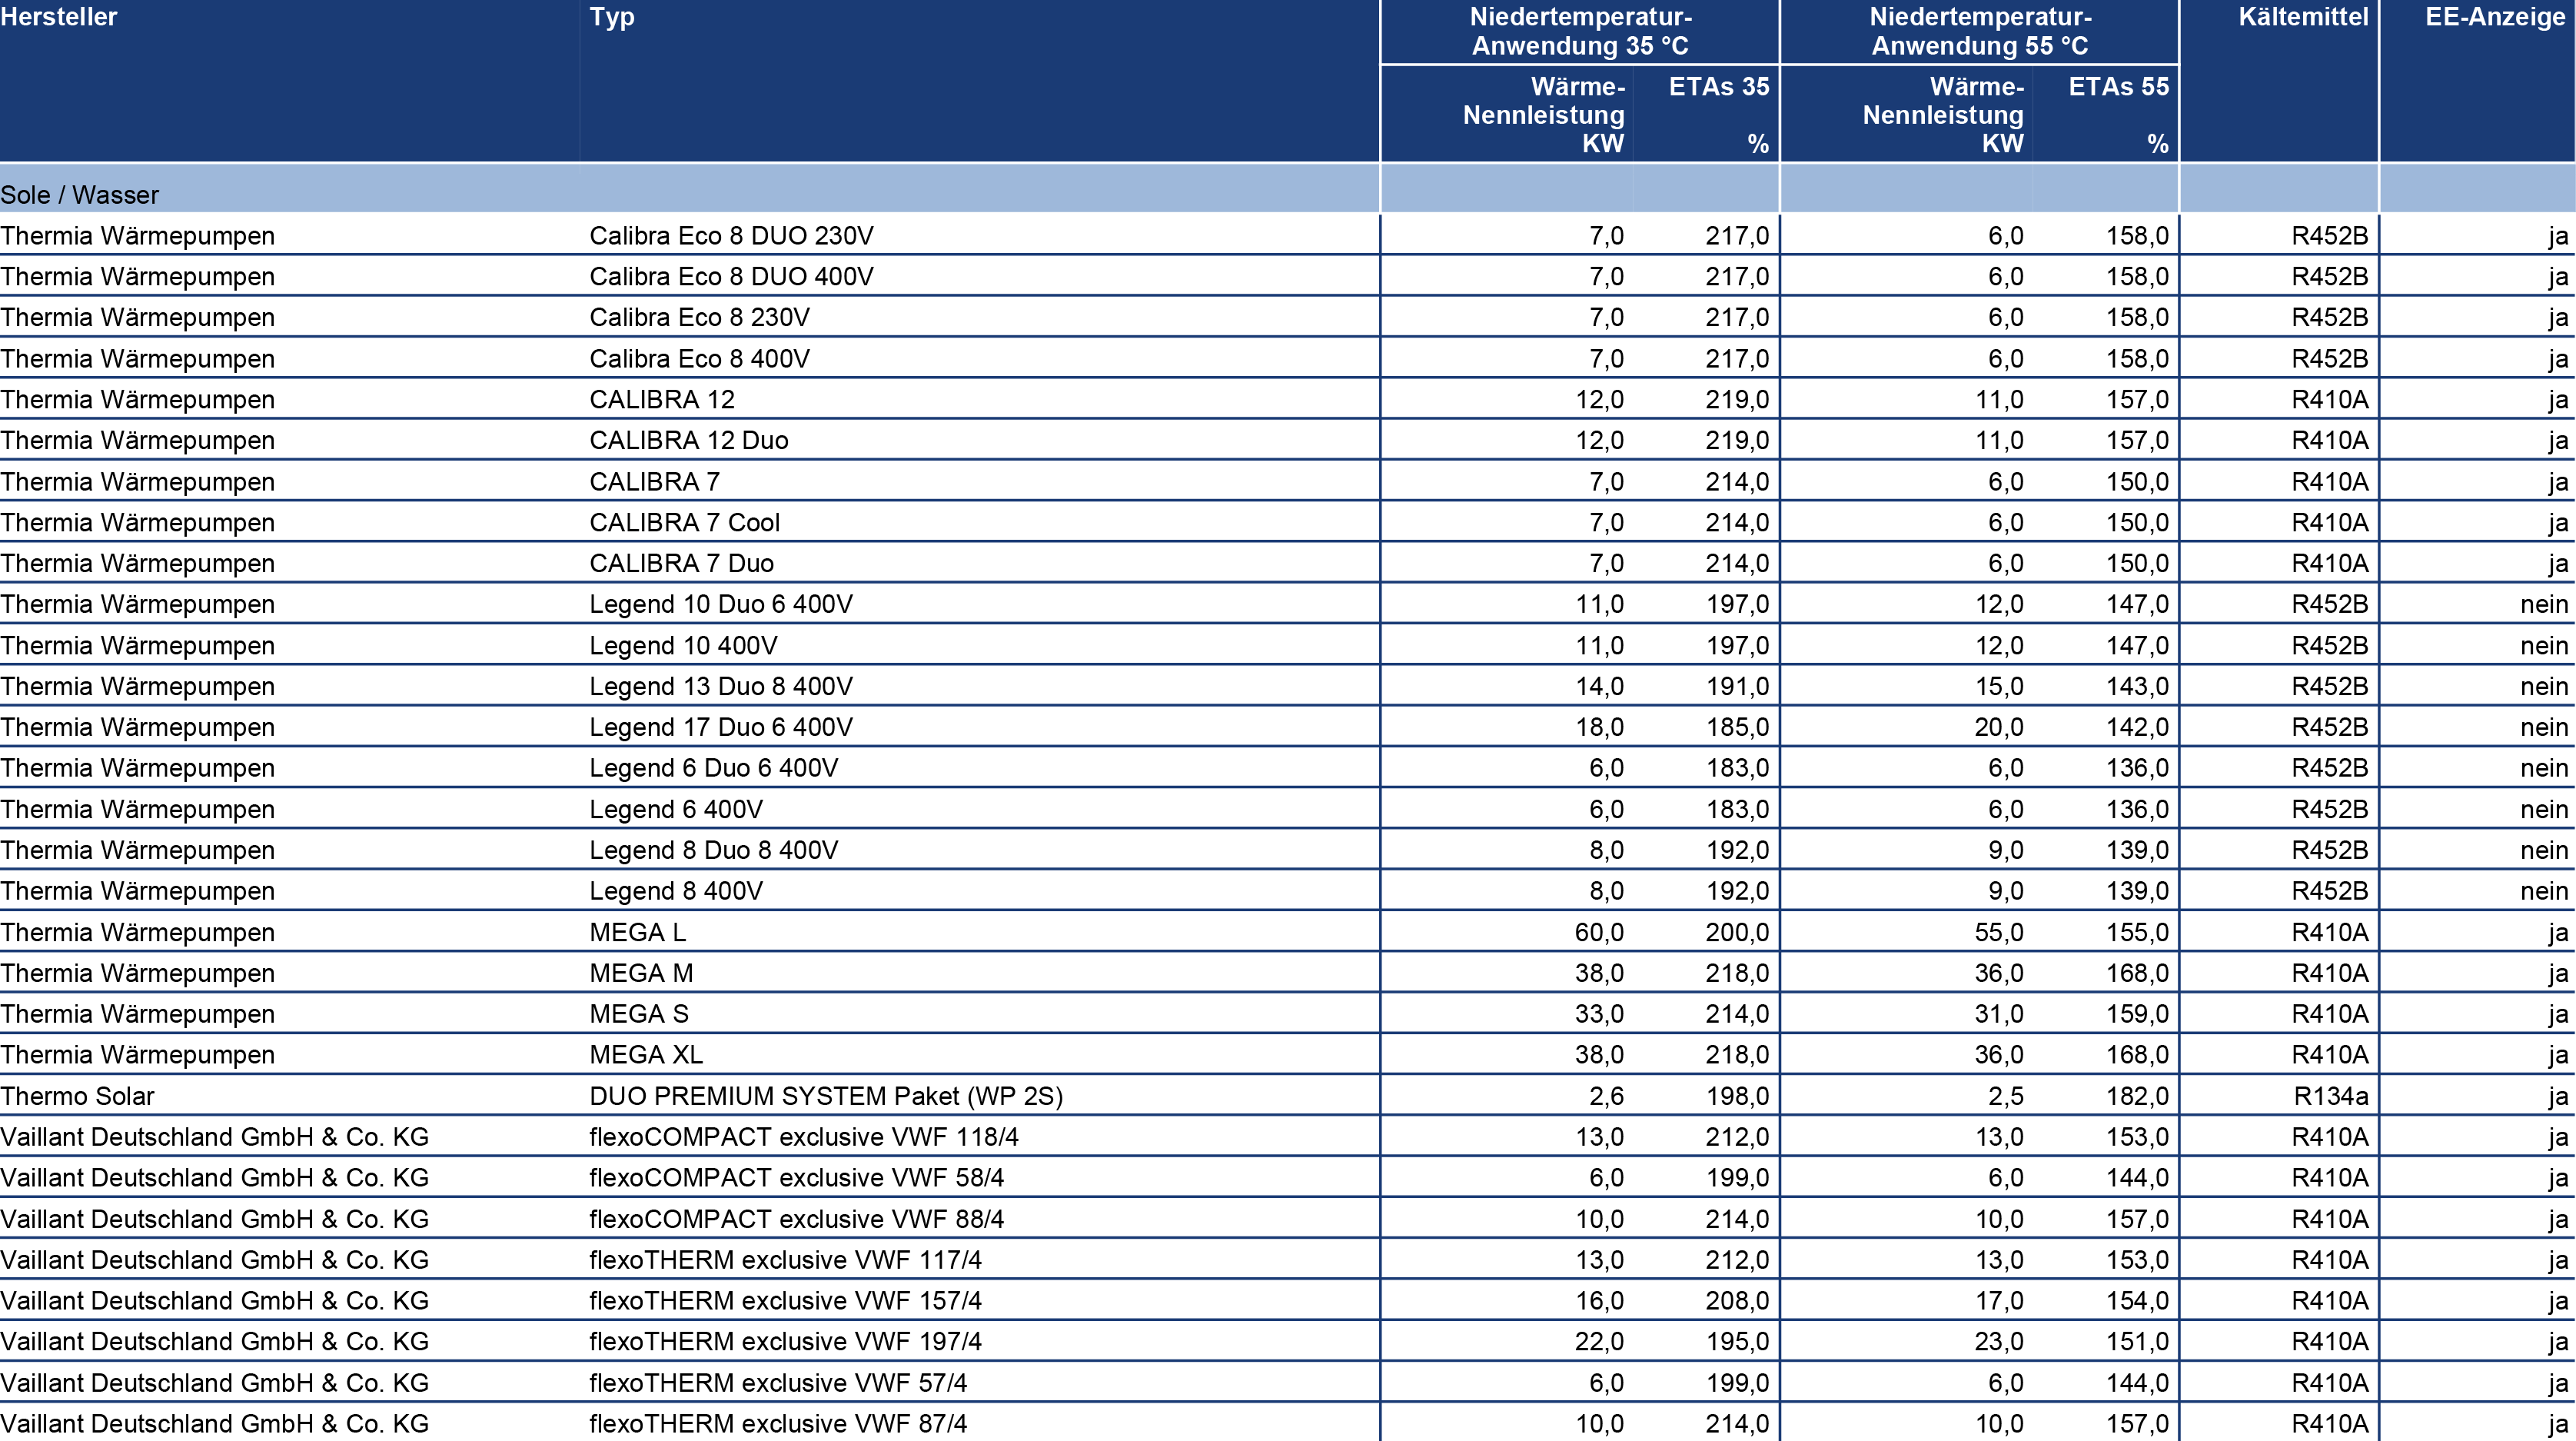 Hersteller Typ Niedertemperatur- Niedertemperatur- Kältemittel EE-Anzeige
Anwendung 35 °C Anwendung 55 °C
Wärme- ETAs 35 Wärme- ETAs 55
Nennleistung Nennleistung
KW % KW %
Sole / Wasser
Thermia Wärmepumpen Calibra Eco 8 DUO 230V 7,0 217,0 6,0 158,0 R452B ja
Thermia Wärmepumpen Calibra Eco 8 DUO 400V 7,0 217,0 6,0 158,0 R452B ja
Thermia Wärmepumpen Calibra Eco 8 230V 7,0 217,0 6,0 158,0 R452B ja
Thermia Wärmepumpen Calibra Eco 8 400V 7,0 217,0 6,0 158,0 R452B ja
Thermia Wärmepumpen CALIBRA 12 12,0 219,0 11,0 157,0 R410A ja
Thermia Wärmepumpen CALIBRA 12 Duo 12,0 219,0 11,0 157,0 R410A ja
Thermia Wärmepumpen CALIBRA 7 7,0 214,0 6,0 150,0 R410A ja
Thermia Wärmepumpen CALIBRA 7 Cool 7,0 214,0 6,0 150,0 R410A ja
Thermia Wärmepumpen CALIBRA 7 Duo 7,0 214,0 6,0 150,0 R410A ja
Thermia Wärmepumpen Legend 10 Duo 6 400V 11,0 197,0 12,0 147,0 R452B nein
Thermia Wärmepumpen Legend 10 400V 11,0 197,0 12,0 147,0 R452B nein
Thermia Wärmepumpen Legend 13 Duo 8 400V 14,0 191,0 15,0 143,0 R452B nein
Thermia Wärmepumpen Legend 17 Duo 6 400V 18,0 185,0 20,0 142,0 R452B nein
Thermia Wärmepumpen Legend 6 Duo 6 400V 6,0 183,0 6,0 136,0 R452B nein
Thermia Wärmepumpen Legend 6 400V 6,0 183,0 6,0 136,0 R452B nein
Thermia Wärmepumpen Legend 8 Duo 8 400V 8,0 192,0 9,0 139,0 R452B nein
Thermia Wärmepumpen Legend 8 400V 8,0 192,0 9,0 139,0 R452B nein
Thermia Wärmepumpen MEGA L 60,0 200,0 55,0 155,0 R410A ja
Thermia Wärmepumpen MEGA M 38,0 218,0 36,0 168,0 R410A ja
Thermia Wärmepumpen MEGA S 33,0 214,0 31,0 159,0 R410A ja
Thermia Wärmepumpen MEGA XL 38,0 218,0 36,0 168,0 R410A ja
Thermo Solar DUO PREMIUM SYSTEM Paket (WP 2S) 2,6 198,0 2,5 182,0 R134a ja
Vaillant Deutschland GmbH & Co. KG flexoCOMPACT exclusive VWF 118/4 13,0 212,0 13,0 153,0 R410A ja
Vaillant Deutschland GmbH & Co. KG flexoCOMPACT exclusive VWF 58/4 6,0 199,0 6,0 144,0 R410A ja
Vaillant Deutschland GmbH & Co. KG flexoCOMPACT exclusive VWF 88/4 10,0 214,0 10,0 157,0 R410A ja
Vaillant Deutschland GmbH & Co. KG flexoTHERM exclusive VWF 117/4 13,0 212,0 13,0 153,0 R410A ja
Vaillant Deutschland GmbH & Co. KG flexoTHERM exclusive VWF 157/4 16,0 208,0 17,0 154,0 R410A ja
Vaillant Deutschland GmbH & Co. KG flexoTHERM exclusive VWF 197/4 22,0 195,0 23,0 151,0 R410A ja
Vaillant Deutschland GmbH & Co. KG flexoTHERM exclusive VWF 57/4 6,0 199,0 6,0 144,0 R410A ja
Vaillant Deutschland GmbH & Co. KG flexoTHERM exclusive VWF 87/4 10,0 214,0 10,0 157,0 R410A ja